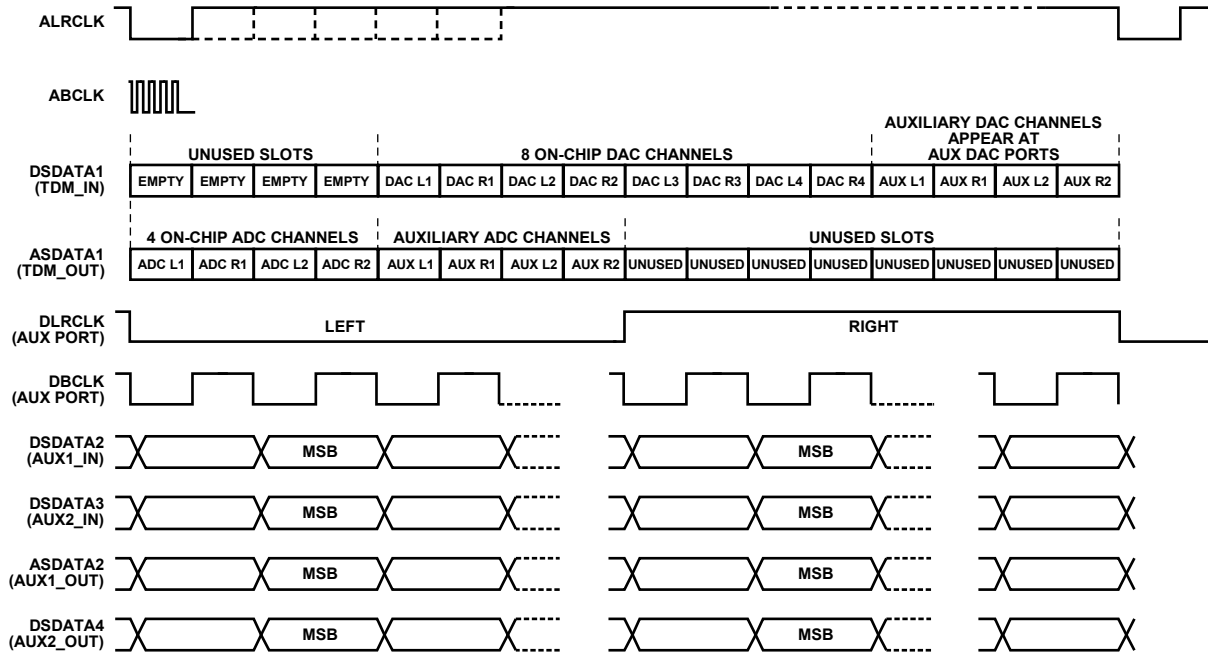 ALRCLK
ABCLK
AUXILIARY DAC CHANNELS
APPEAR AT
AUX DAC PORTS
UNUSED SLOTS
8 ON-CHIP DAC CHANNELS
DSDATA1
(TDM_IN)
EMPTY EMPTY EMPTY EMPTY DAC L1 DAC R1 DAC L2 DAC R2 DAC L3 DAC R3 DAC L4 DAC R4 AUX L1 AUX R1 AUX L2 AUX R2
4 ON-CHIP ADC CHANNELS AUXILIARY ADC CHANNELS UNUSED SLOTS
ASDATA1
(TDM_OUT)
ADC L1 ADC R1 ADC L2 ADC R2 AUX L1 AUX R1 AUX L2 AUX R2 UNUSED UNUSED UNUSED UNUSED UNUSED UNUSED UNUSED UNUSED
DLRCLK
(AUX PORT)
LEFT RIGHT
DBCLK
(AUX PORT)
DSDATA2
(AUX1_IN)
MSB MSB
DSDATA3
(AUX2_IN)
MSB MSB
ASDATA2
(AUX1_OUT)
MSB MSB
DSDATA4
(AUX2_OUT)
MSB MSB